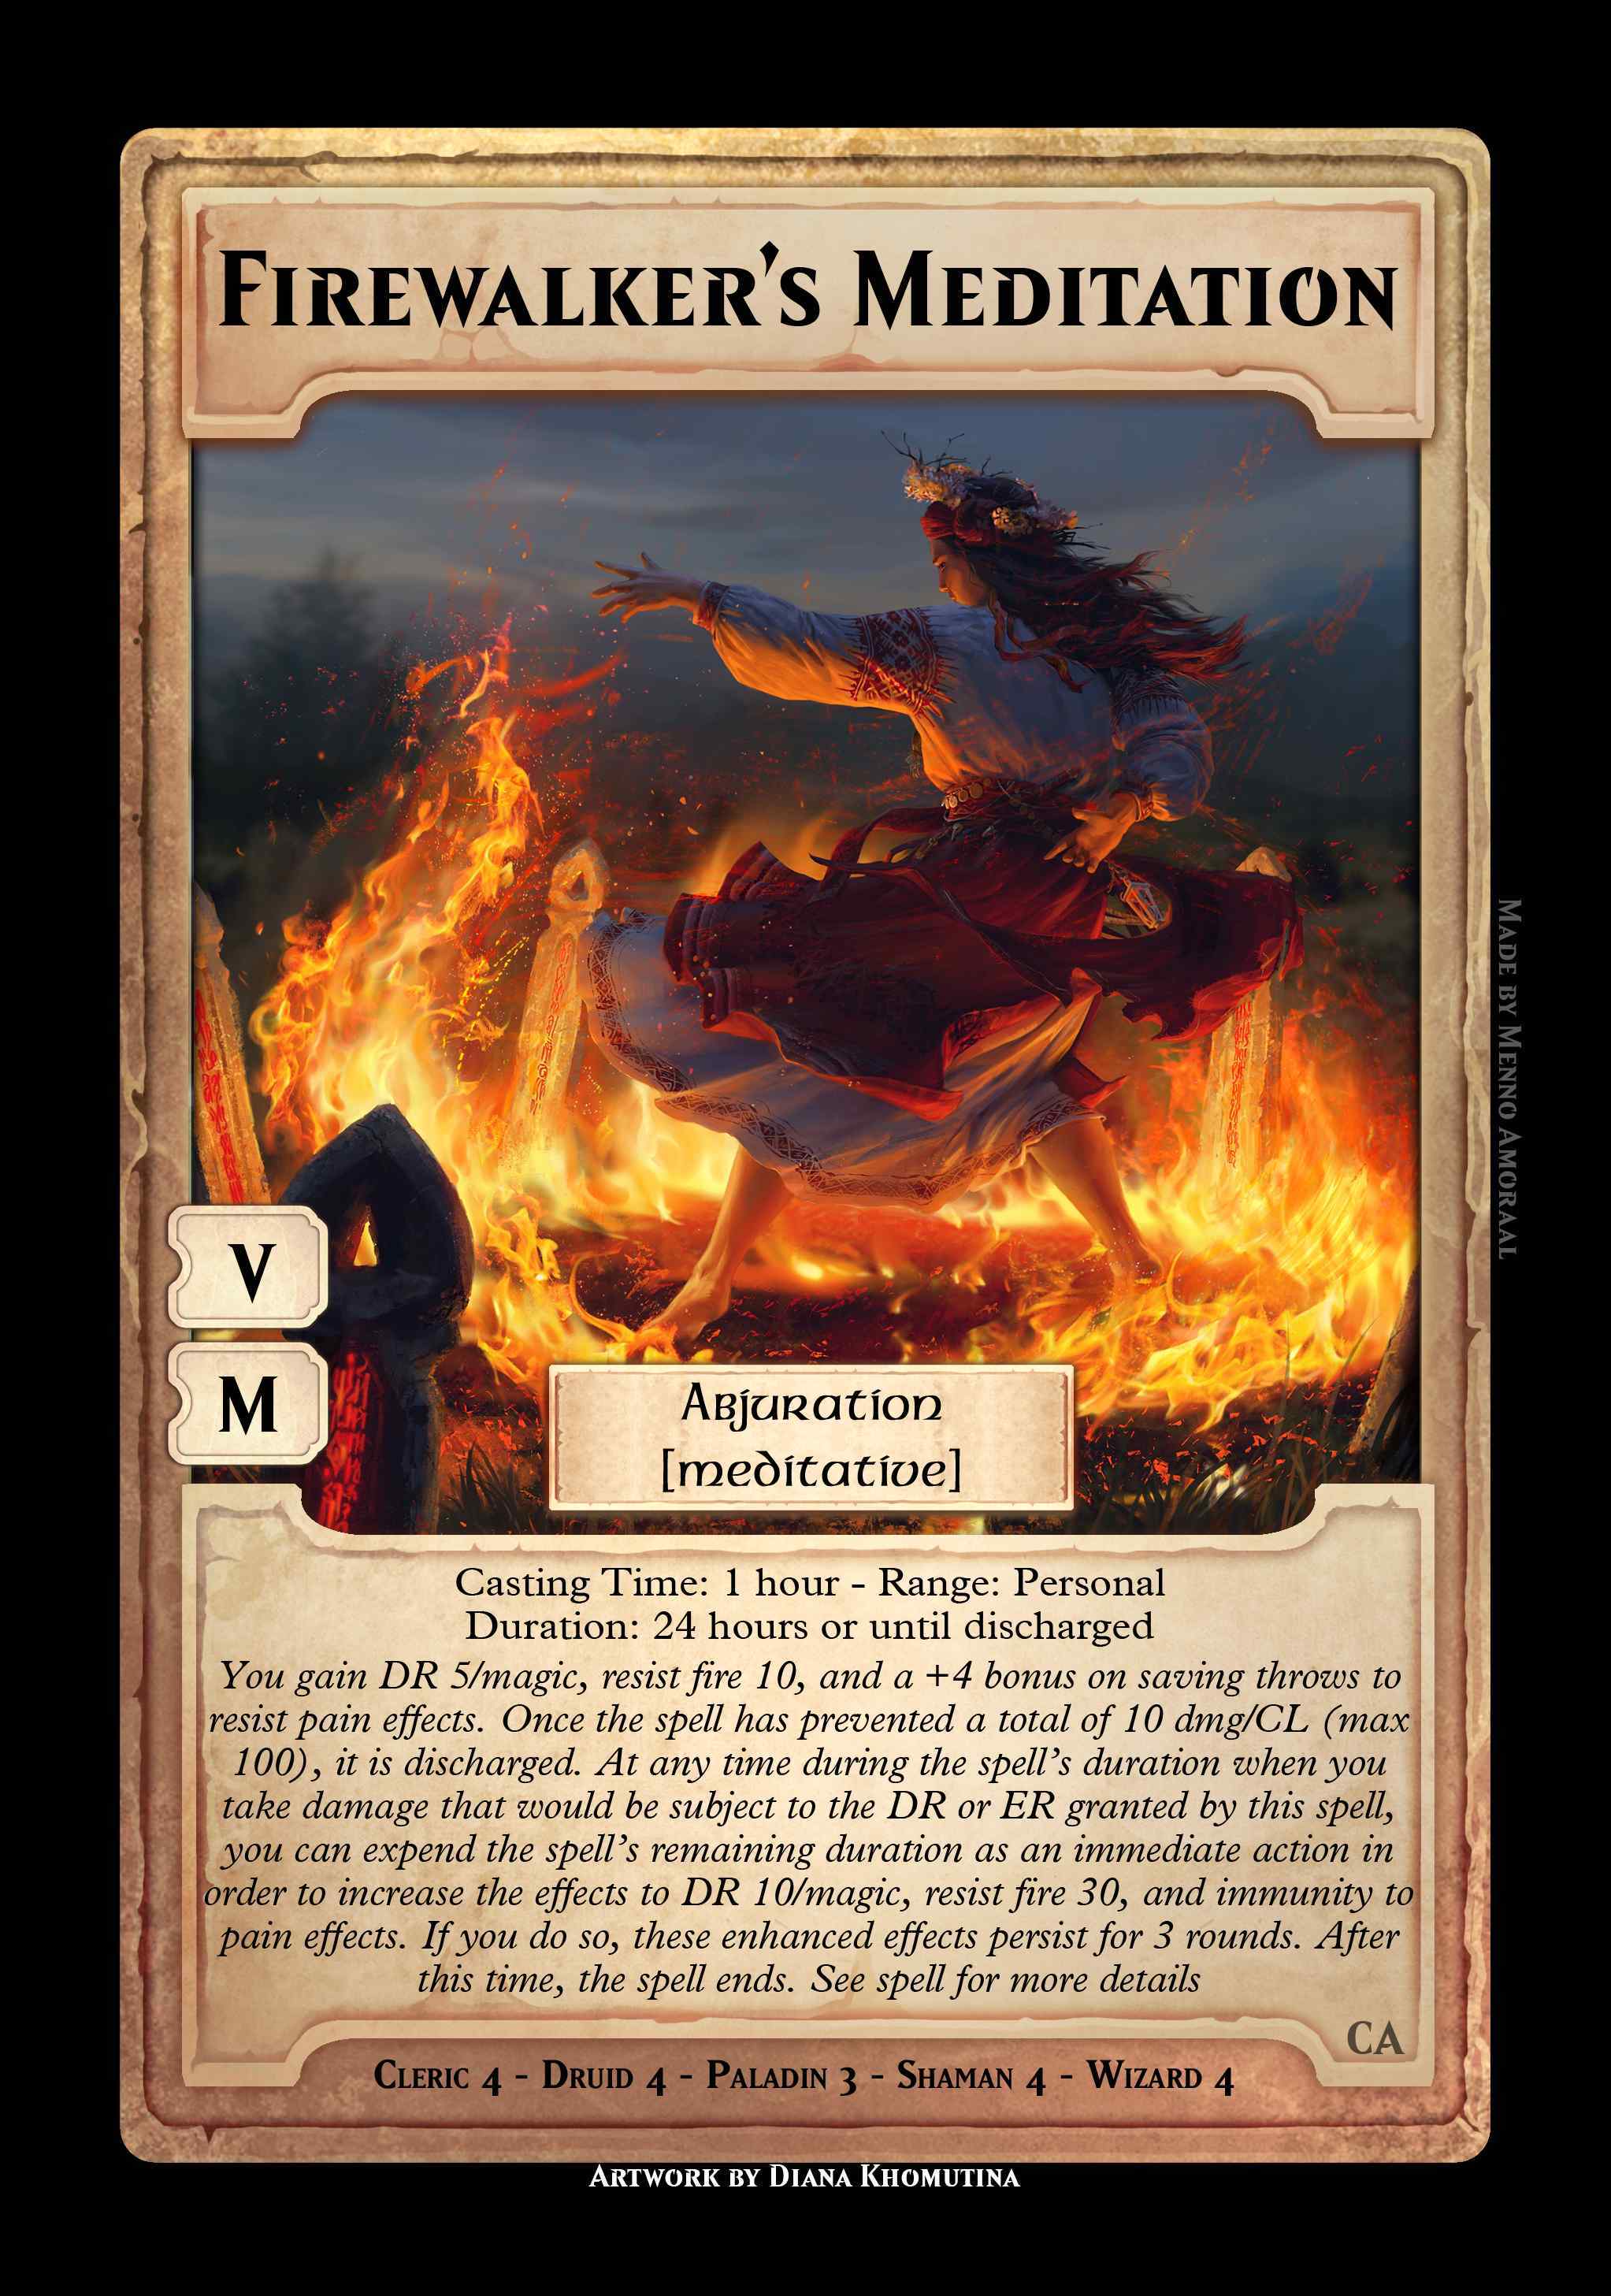 Firewalker's Meditation
V
M
Abjuration
[meditative]
Casting Time: 1 hour - Range: Personal
Duration: 24 hours or until discharged
You gain DR 5/magic, resist fire 10, and a +4 bonus on saving throws to
resist pain effects. Once the spell has prevented a total of 10 dmg/CL (max
100), it is discharged. At any time during the spell's duration when you
take damage that would be subject to the DR or ER granted by this spell,
you can expend the spell's remaining duration as an immediate action in
order to increase the effects to DR 10/magic, resist fire 30, and immunity to
pain effects. If you do so, these enhanced effects persist for 3 rounds. After
this time, the spell ends. See spell for more details
CA
Cleric 4 - Druid 4 - Paladin 3 - Shaman 4 - Wizard 4
Artwork by Diana Khomutina
Made by Menno Amoraal